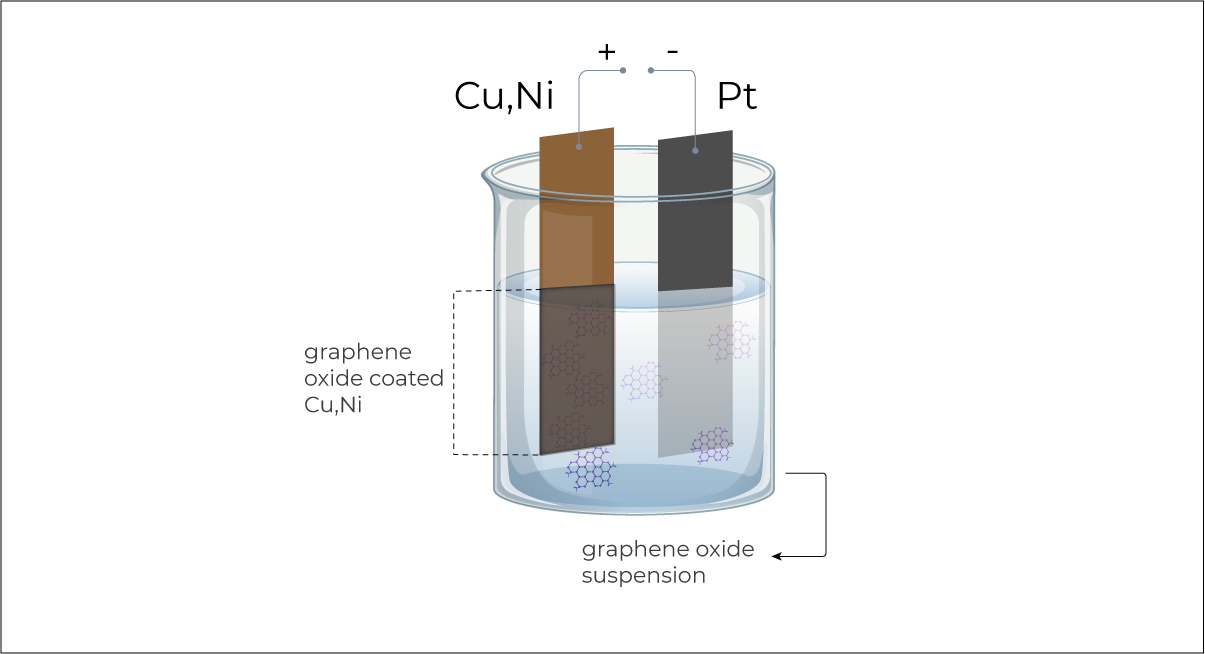 + -
Cu,Ni Pt
graphene
oxide coated
Cu,Ni
graphene oxide
suspension